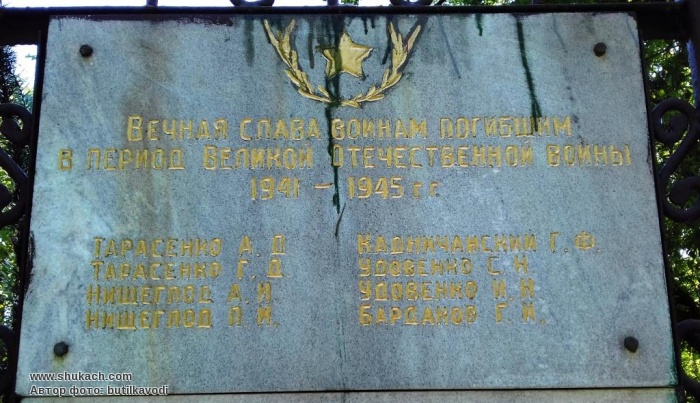 Вечная слава воинам погибшим
в период Великой Отечественной войны
1941 – 1945 г.г.
ТАРАСЕНКО А. Д
ТАРАСЕНКО Г. Д
НИЩЕГЛОД А. И
НИЩЕГЛОД П. И.
КАДНИЧАНСКИЙ Г. Ф.
УДОВЕНКО С. Н.
УДОВЕНКО И. И
БАРДАКОВ Г. И.
www.shukach.com
Автор фото: butilkavodi